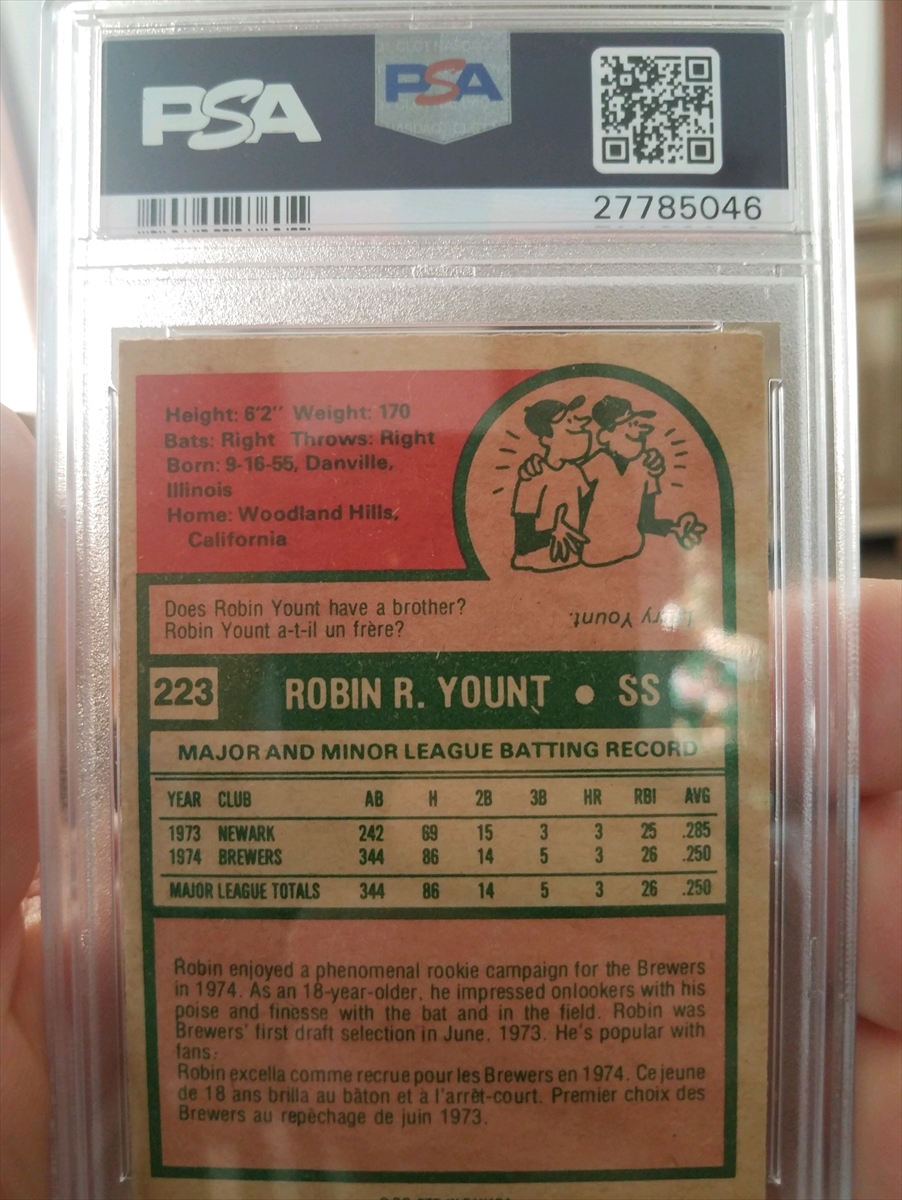 PSA
PSA
27785046
Height: 6'2" Weight: 170
Bats: Right Throws: Right
Born: 9-16-55, Danville,
Illinois
Home: Woodland Hills,
California
Does Robin Yount have a brother?
Robin Yount a-t-il un frère?
Yount.
223 ROBIN R. YOUNT • SS
MAJOR AND MINOR LEAGUE BATTING RECORD
YEAR CLUB AB H 2B 3B HR RBI AVG
1973 NEWARK 242 69 15 3 3 25 .285
1974 BREWERS 344 86 14 5 3 26 .250
MAJOR LEAGUE TOTALS 344 86 14 5 3 26 .250
Robin enjoyed a phenomenal rookie campaign for the Brewers
in 1974. As an 18-year-older, he impressed onlookers with his
poise and finesse with the bat and in the field. Robin was
Brewers' first draft selection in June, 1973. He's popular with
fans.
Robin excella comme recrue pour les Brewers en 1974. Ce jeune
de 18 ans brilla au bâton et à l'arrêt-court. Premier choix des
Brewers au repêchage de juin 1973.